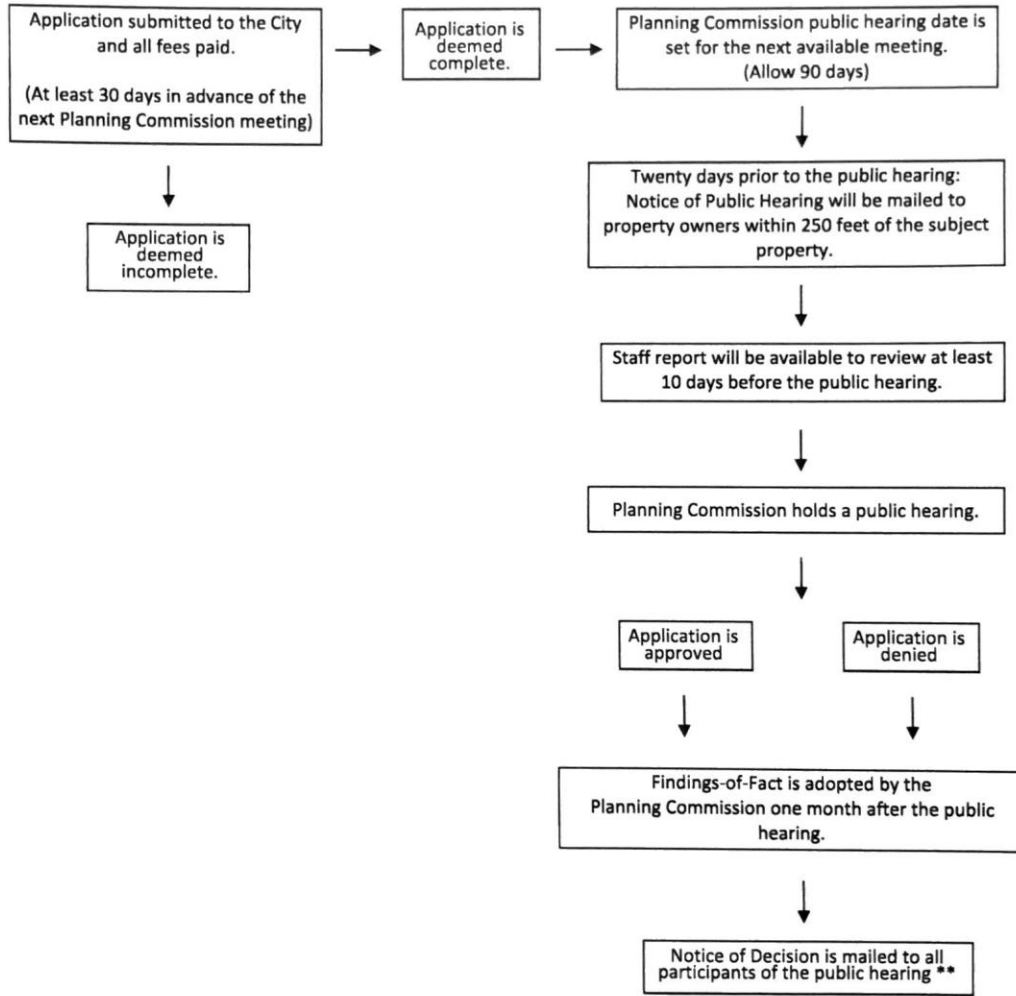 Application submitted to the City
and all fees paid.
(At least 30 days in advance of the
next Planning Commission meeting)
Application is
deemed
complete.
Planning Commission public hearing date is
set for the next available meeting.
(Allow 90 days)
Application is
deemed
incomplete.
Twenty days prior to the public hearing:
Notice of Public Hearing will be mailed to
property owners within 250 feet of the subject
property.
Staff report will be available to review at least
10 days before the public hearing.
Planning Commission holds a public hearing.
Application is
approved
Application is
denied
Findings-of-Fact is adopted by the
Planning Commission one month after the public
hearing.
Notice of Decision is mailed to all
participants of the public hearing **